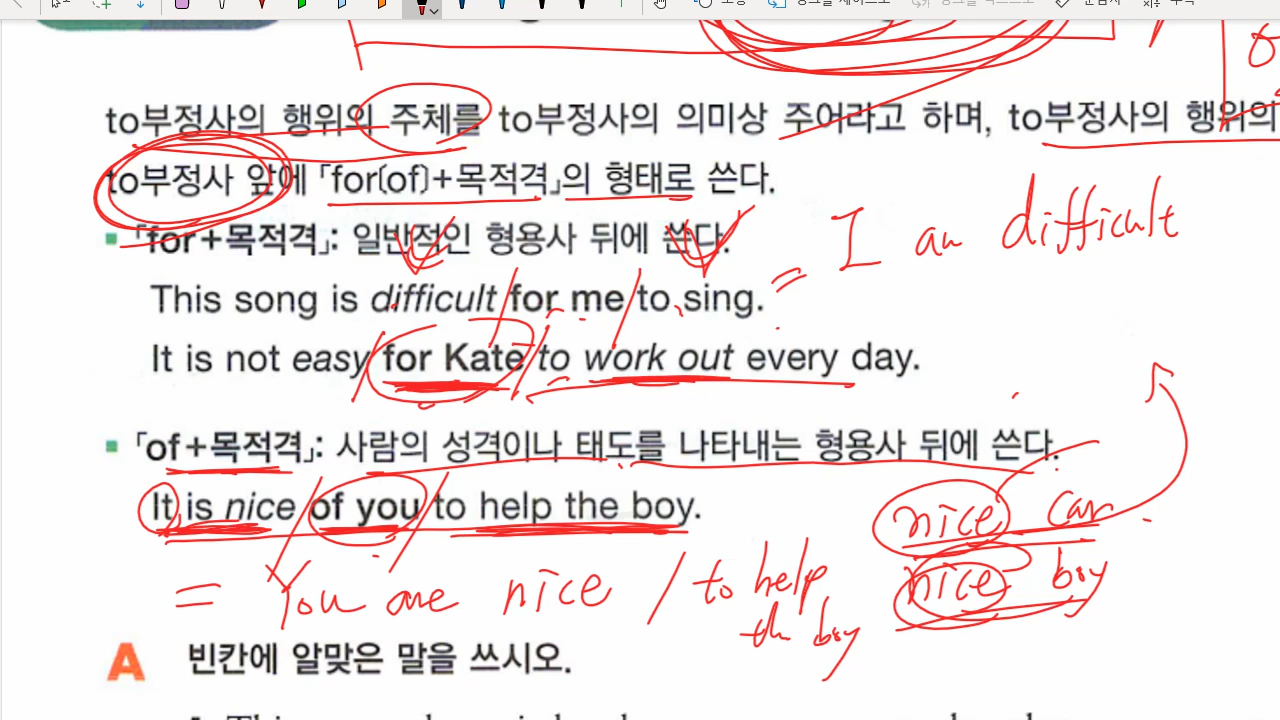 to부정사의 행위의 주체를 to부정사의 의미상 주어라고 하며, to부정사의 행위의
to부정사 앞에 「for(of)+목적격」의 형태로 쓴다.
「for+목적격」: 일반적인 형용사 뒤에 쓴다.
= I am difficult
This song is difficult for me to sing.
It is not easy for Kate to work out every day.
「of+목적격」: 사람의 성격이나 태도를 나타내는 형용사 뒤에 쓴다.
It is nice of you to help the boy.
nice car
= You are nice / to help the boy
nice boy
A 빈칸에 알맞은 말을 쓰시오.